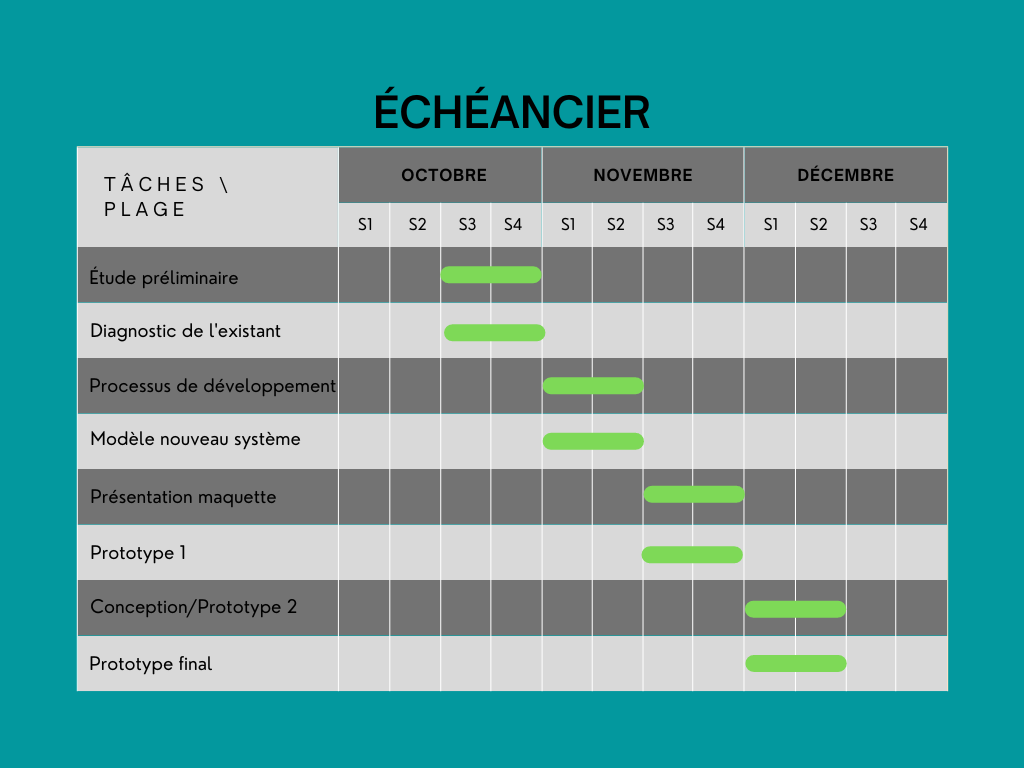 ÉCHÉANCIER
TÂCHES \
PLAGE
OCTOBRE NOVEMBRE DÉCEMBRE
S1 S2 S3 S4 S1 S2 S3 S4 S1 S2 S3 S4
Étude préliminaire
Diagnostic de l'existant
Processus de développement
Modèle nouveau système
Présentation maquette
Prototype 1
Conception/Prototype 2
Prototype final